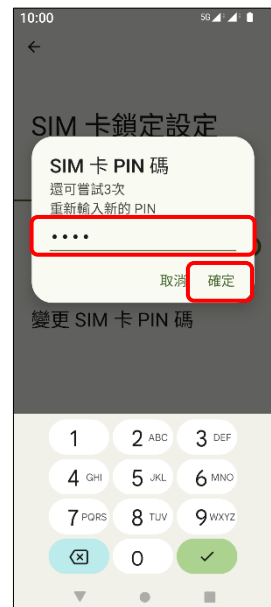 10:00 5G
SIM 卡鎖定設定
SIM 卡 PIN 碼
還可嘗試3次
重新輸入新的 PIN
••••
取消 確定
變更 SIM 卡 PIN 碼
1 2 ABC 3 DEF
4 GHI 5 JKL 6 MNO
7 PQRS 8 TUV 9 WXYZ
0